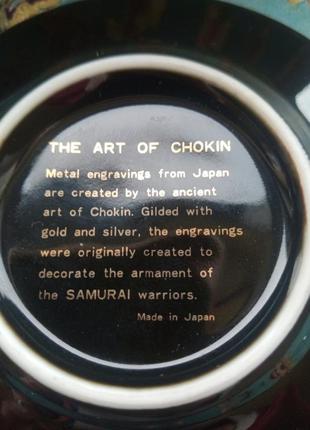 THE ART OF CHOKIN
Metal engravings from Japan
are created by the ancient
art of Chokin. Gilded with
gold and silver, the engravings
were originally created to
decorate the armament of
the SAMURAI warriors.
Made in Japan